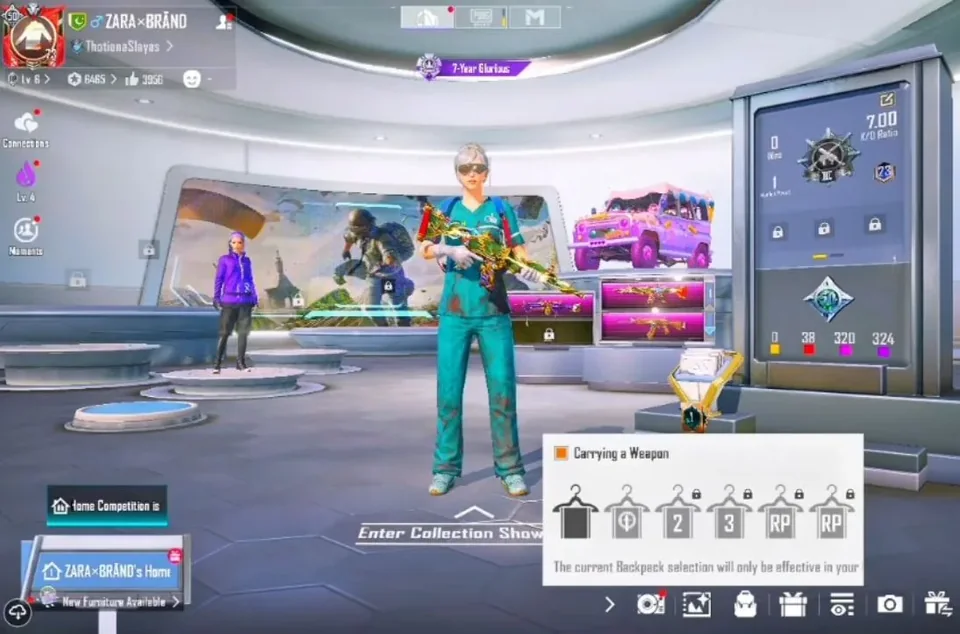 ZARA×BRĀND
ThotionaSlayas
Lv 6
6465
3956
7-Year Glorious
M
Connections
Lv. 4
Moments
7.00
K/D Ratio
0
Wins
1
23
0
38
320
324
Home Competition is
ZARA×BRĀND's Home
New Furniture Available
Enter Collection Show
Carrying a Weapon
2
3
RP
RP
The current Backpack selection will only be effective in your